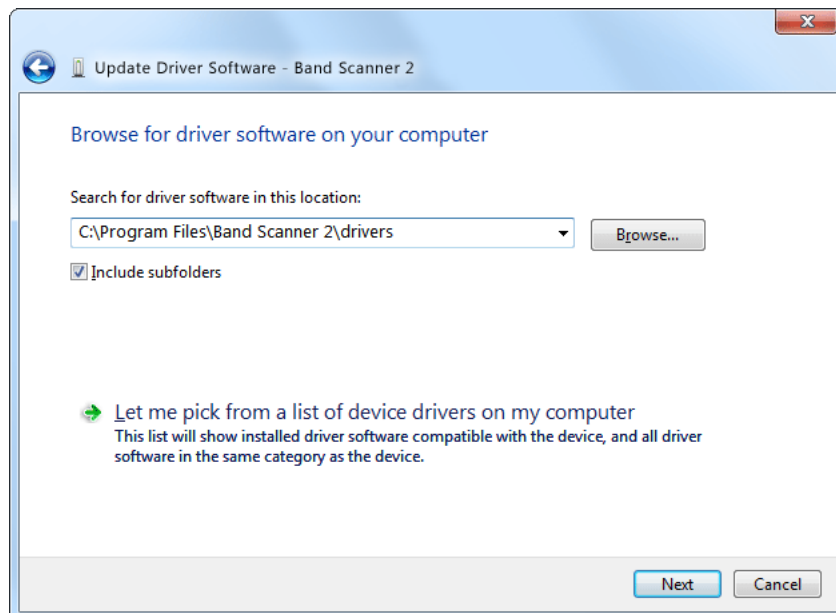 Update Driver Software - Band Scanner 2
Browse for driver software on your computer
Search for driver software in this location:
C:\Program Files\Band Scanner 2\drivers
Browse...
Include subfolders
Let me pick from a list of device drivers on my computer
This list will show installed driver software compatible with the device, and all driver
software in the same category as the device.
Next
Cancel